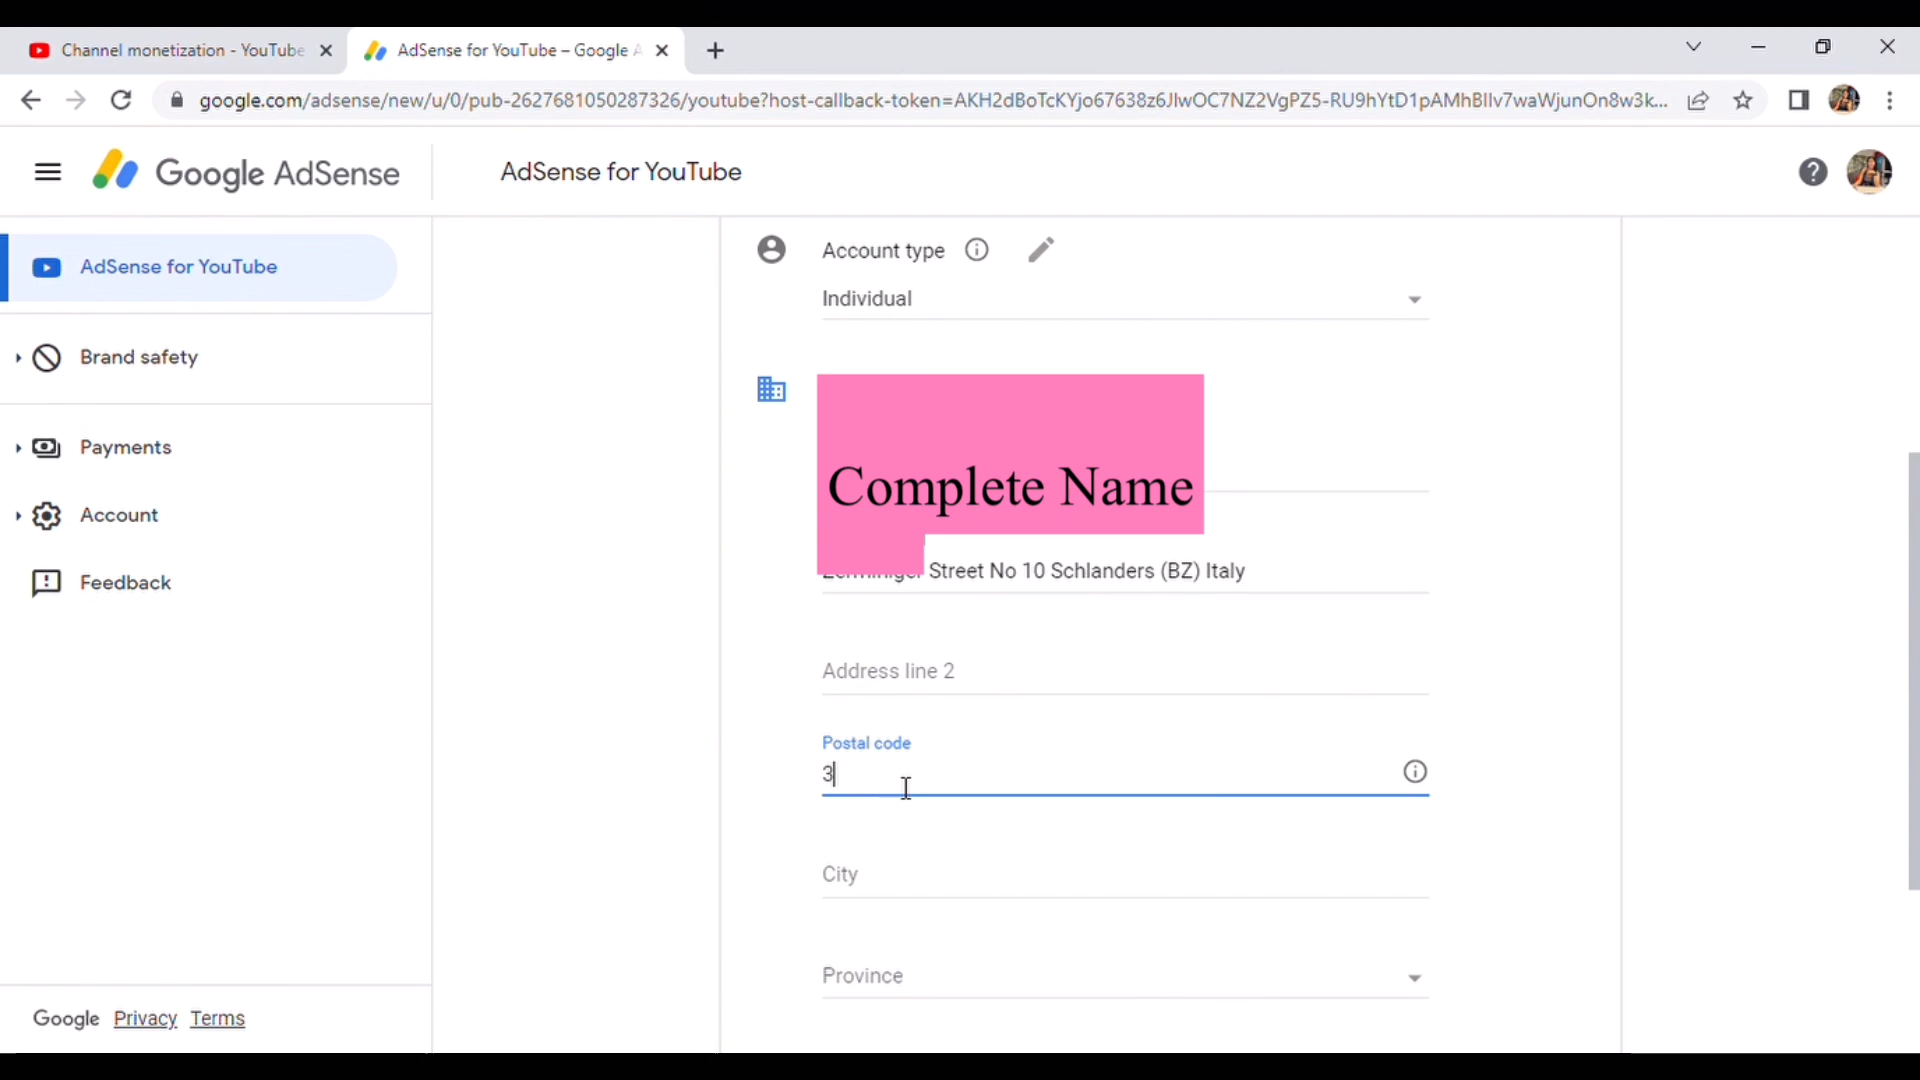 Channel monetization - YouTube
AdSense for YouTube – Google A
google.com/adsense/new/u/0/pub-2627681050287326/youtube?host-callback-token=AKH2dBoTcKYjo67638z6JlwOC7NZ2VgPZ5-RU9hYtD1pAMhBIlv7waWjunOn8w3k...
Google AdSense
AdSense for YouTube
AdSense for YouTube
Brand safety
Payments
Account
Feedback
Google Privacy Terms
Account type
Individual
Complete Name
Street No 10 Schlanders (BZ) Italy
Address line 2
Postal code
3
City
Province